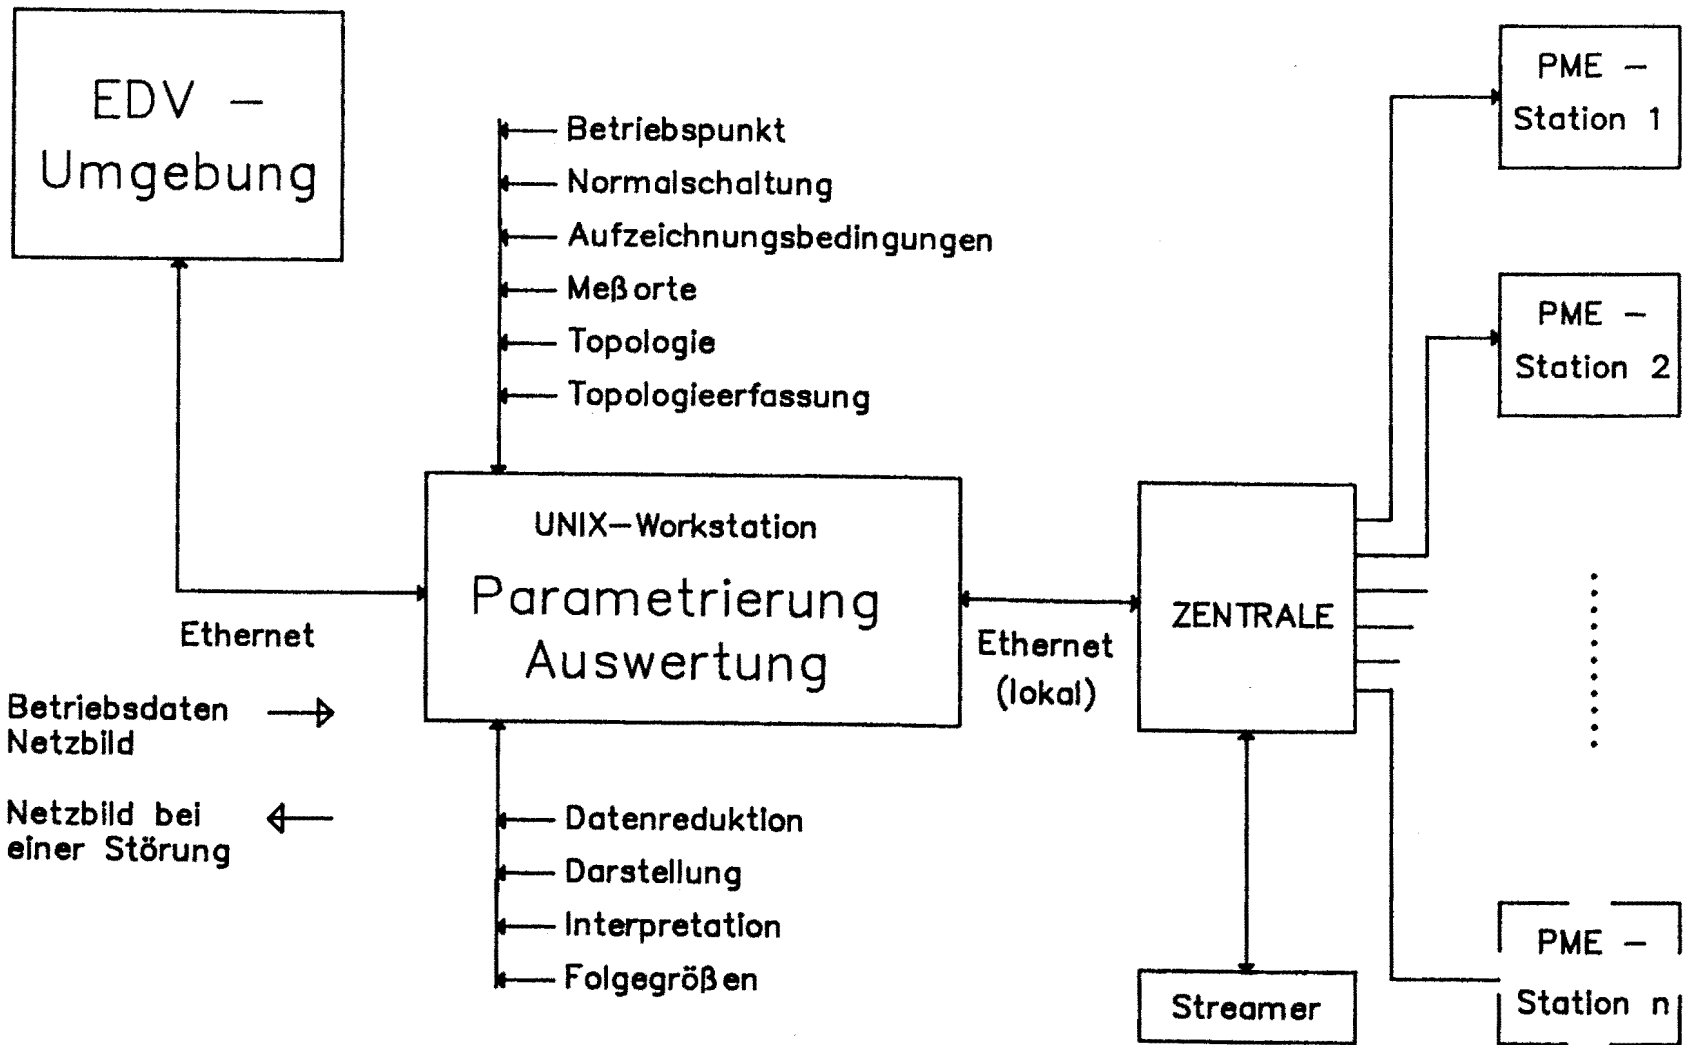 EDV –
Umgebung
Betriebspunkt
Normalschaltung
Aufzeichnungsbedingungen
Meßorte
Topologie
Topologieerfassung
PME –
Station 1
PME –
Station 2
UNIX–Workstation
Parametrierung
Auswertung
Ethernet
Ethernet
(lokal)
ZENTRALE
Betriebsdaten
Netzbild
Netzbild bei
einer Störung
Datenreduktion
Darstellung
Interpretation
Folgegrößen
Streamer
PME –
Station n